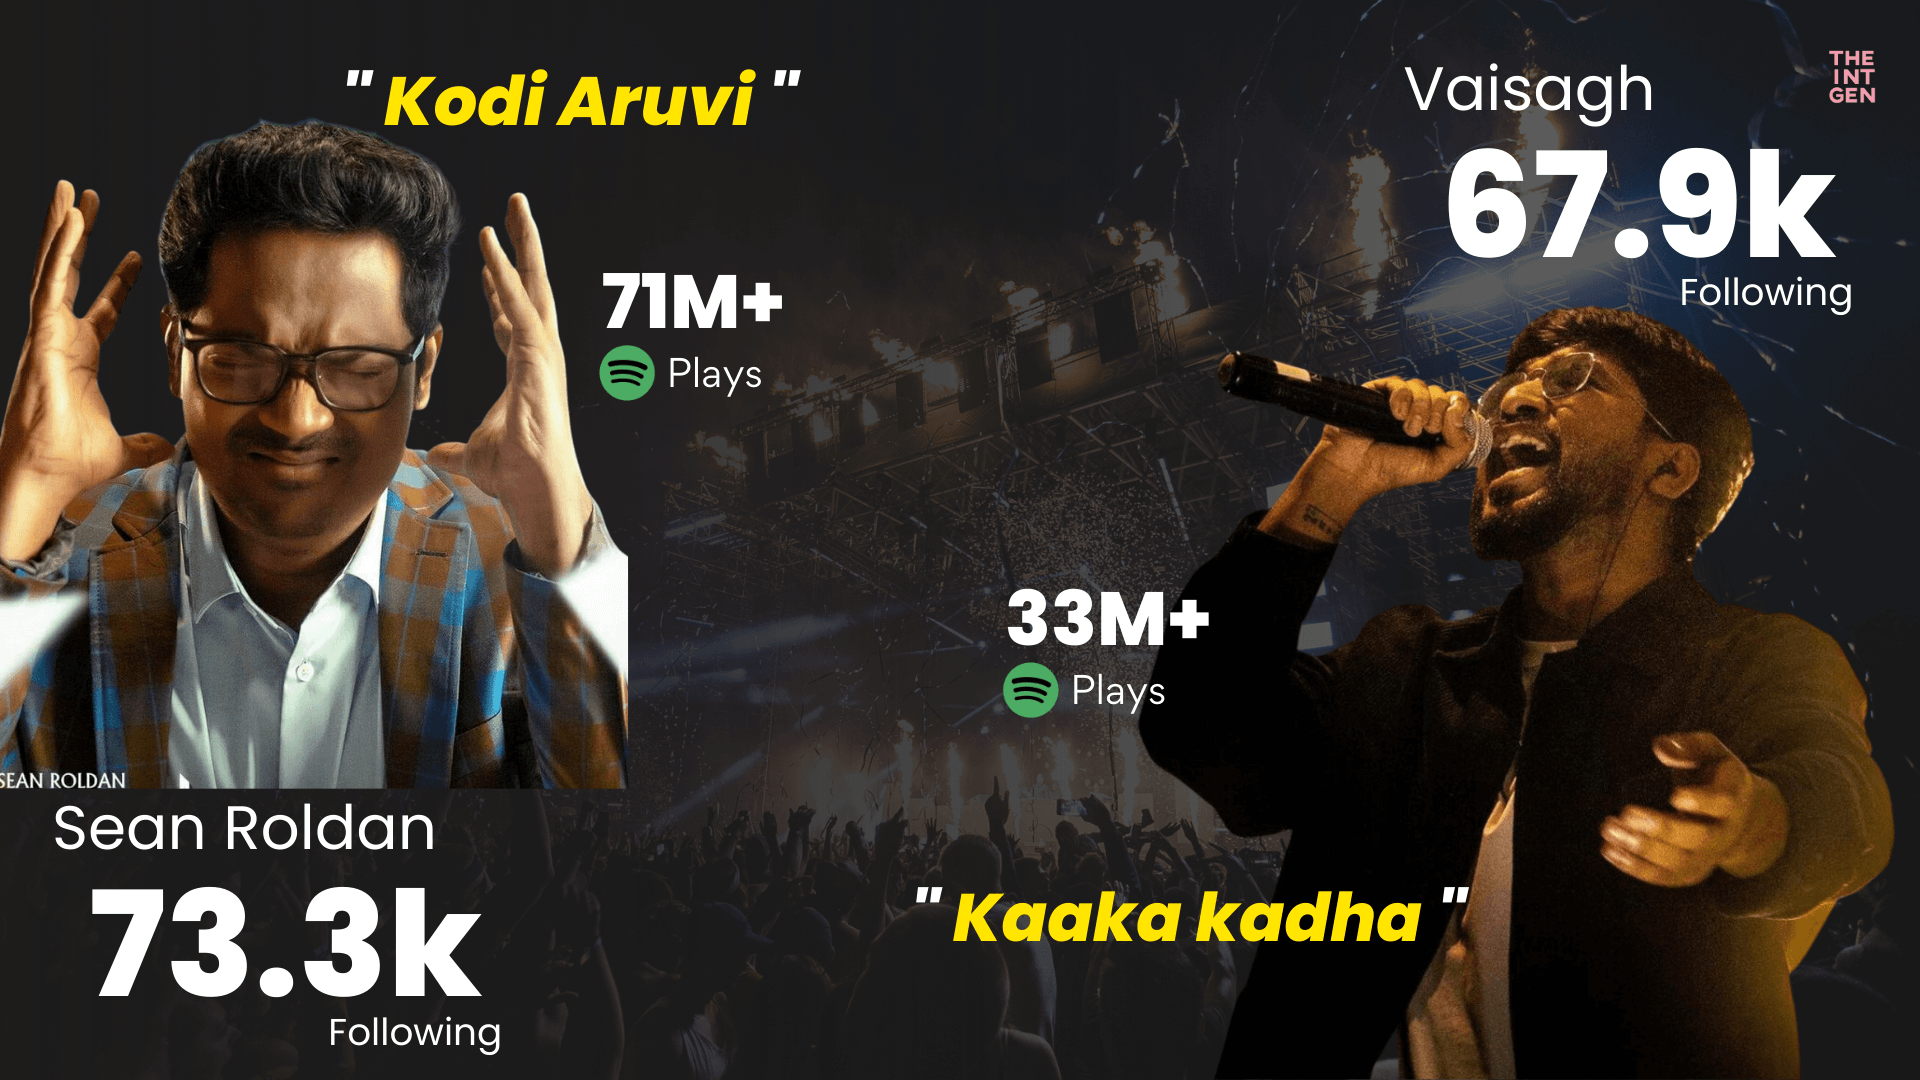 " Kodi Aruvi "
71M+
Plays
SEAN ROLDAN
Sean Roldan
73.3k
Following
Vaisagh
67.9k
Following
THE
INT
GEN
33M+
Plays
" Kaaka kadha "